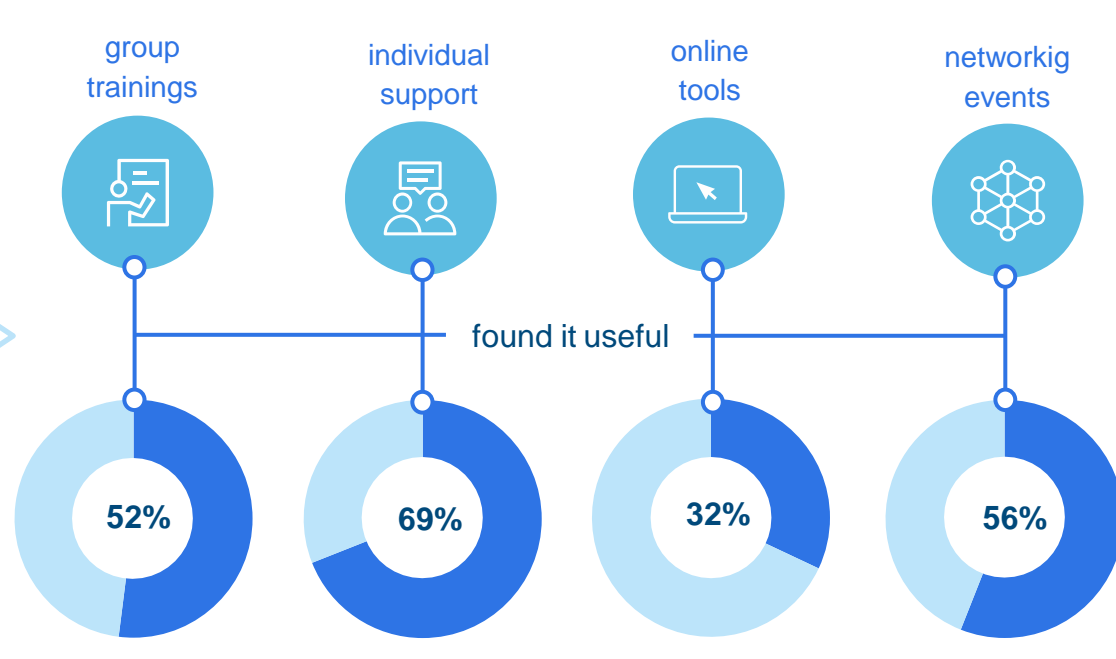 group
trainings
individual
support
online
tools
networkig
events
found it useful
52%
69%
32%
56%